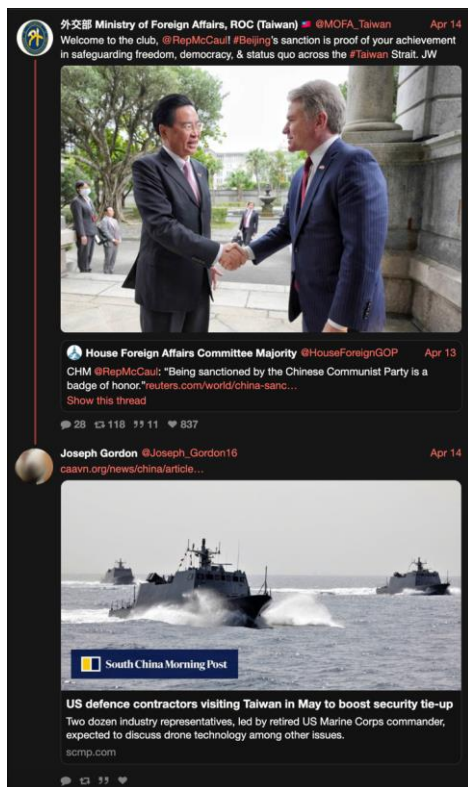 外交部 Ministry of Foreign Affairs, ROC (Taiwan) 🇹🇼 @MOFA_Taiwan Apr 14
Welcome to the club, @RepMcCaul! #Beijing's sanction is proof of your achievement
in safeguarding freedom, democracy, & status quo across the #Taiwan Strait. JW
House Foreign Affairs Committee Majority @HouseForeignGOP Apr 13
CHM @RepMcCaul: “Being sanctioned by the Chinese Communist Party is a
badge of honor.”reuters.com/world/china-sanc…
Show this thread
28 118 11 837
Joseph Gordon @Joseph_Gordon16 Apr 14
caavn.org/news/china/article…
South China Morning Post
US defence contractors visiting Taiwan in May to boost security tie-up
Two dozen industry representatives, led by retired US Marine Corps commander,
expected to discuss drone technology among other issues.
scmp.com